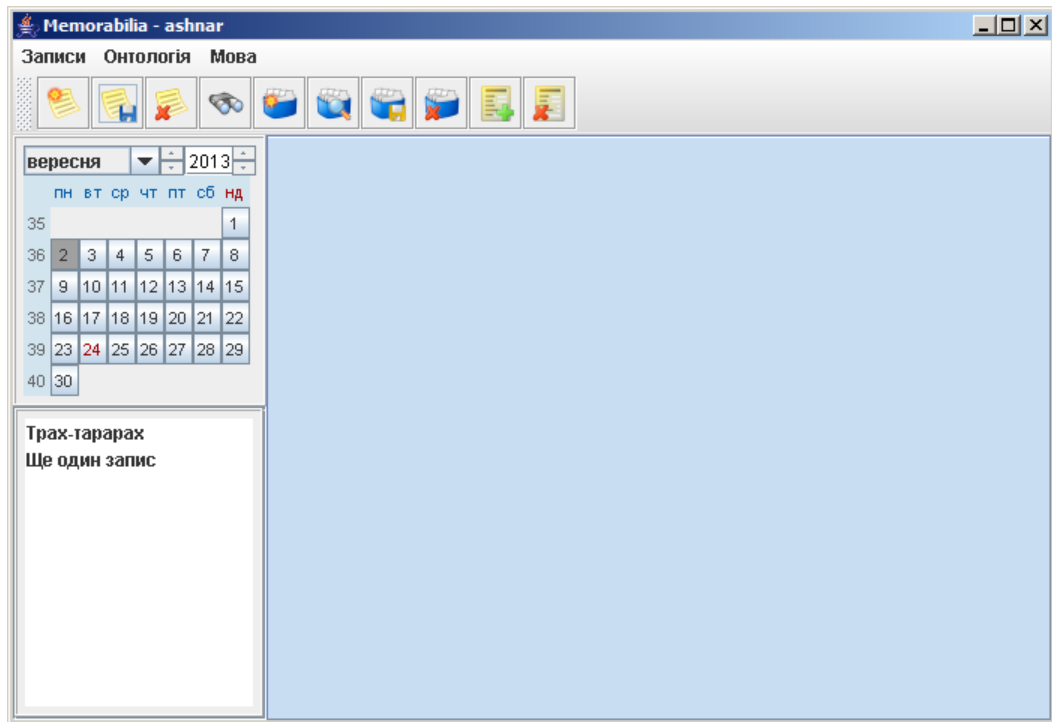 Memorabilia - ashnar
Записи Онтологія Мова
вересня 2013
пн вт ср чт пт сб нд
35 1
36 2 3 4 5 6 7 8
37 9 10 11 12 13 14 15
38 16 17 18 19 20 21 22
39 23 24 25 26 27 28 29
40 30
Трах-тарарах
Ще один запис